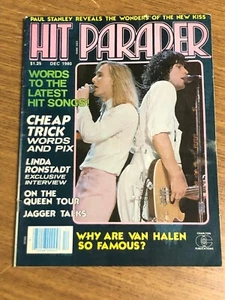 PAUL STANLEY REVEALS THE WONDERS OF THE NEW KISS
HIT PARADER
$1.25 DEC 1980
WORDS
TO THE
LATEST
HIT SONGS!
CHEAP
TRICK
WORDS
AND PIX
LINDA
RONSTADT
EXCLUSIVE
INTERVIEW
ON THE
QUEEN TOUR
JAGGER TALKS
WHY ARE VAN HALEN
SO FAMOUS?